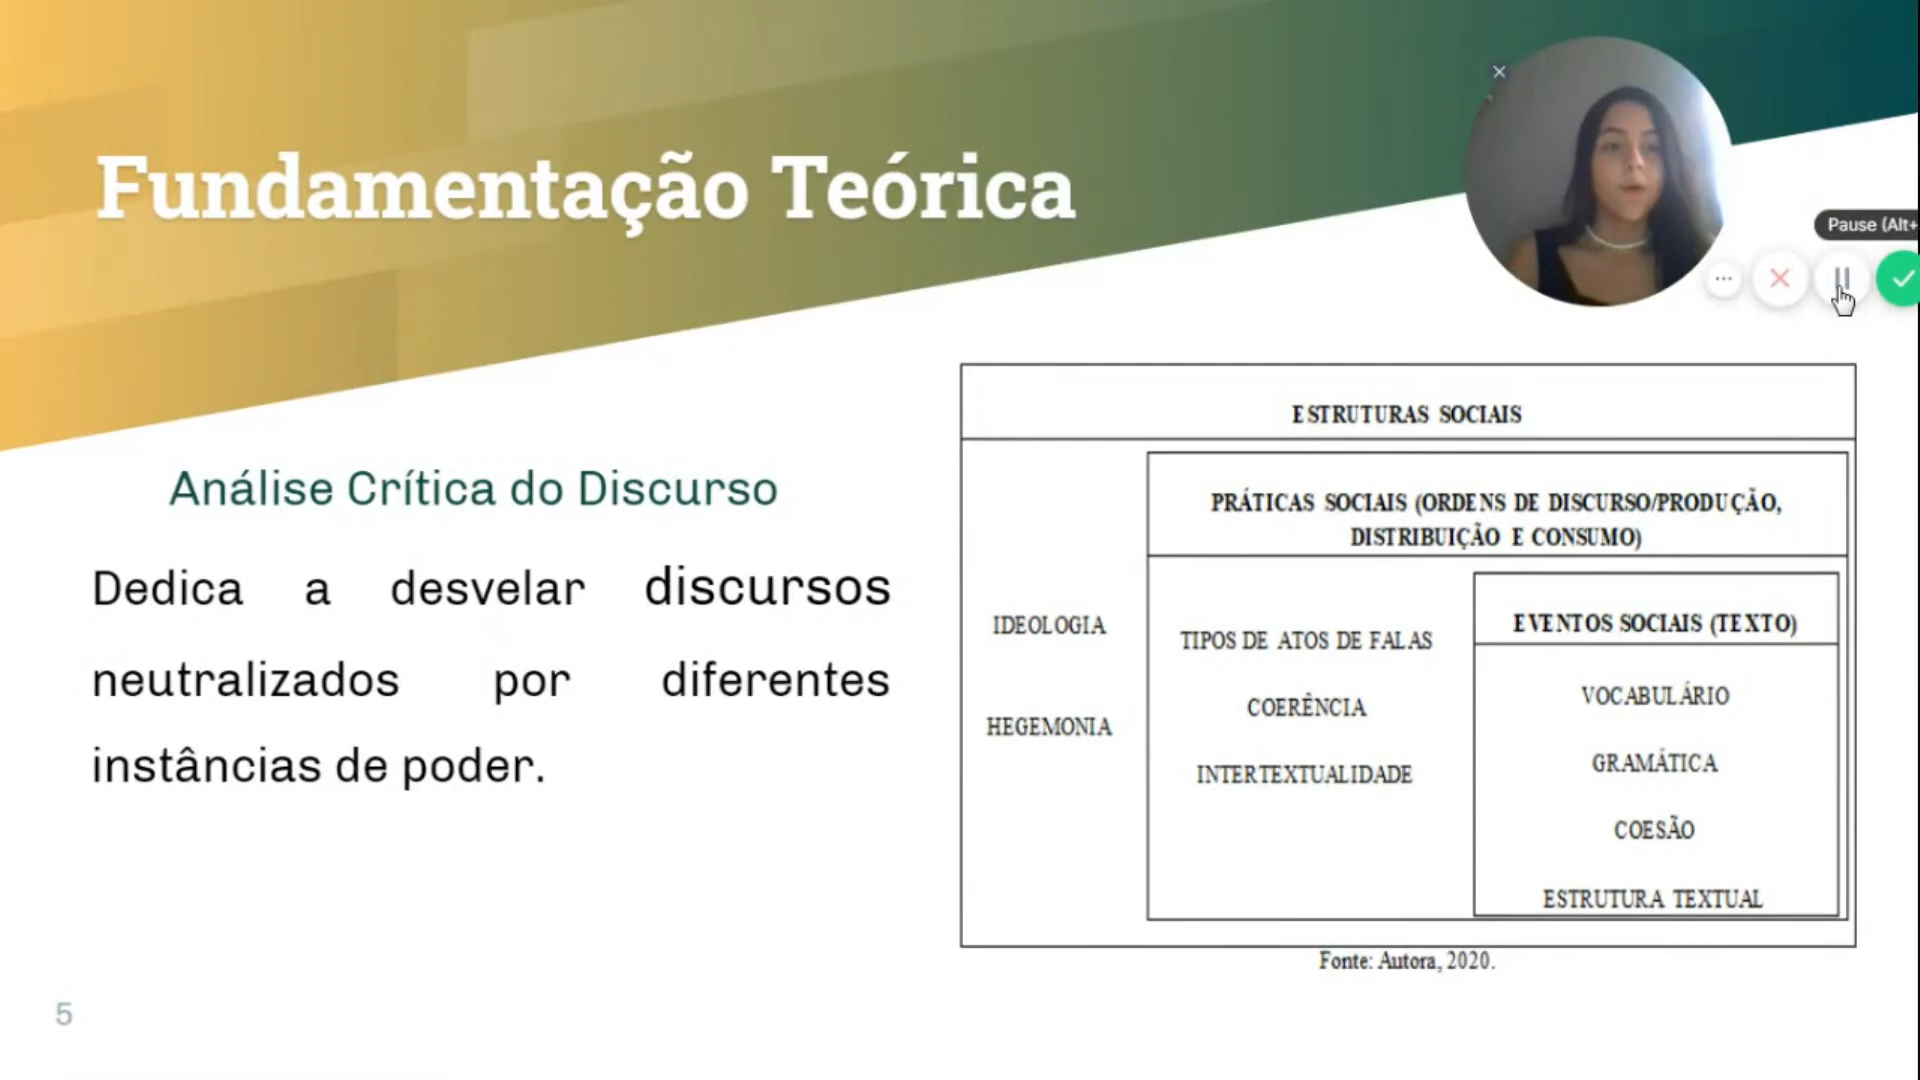 Fundamentação Teórica
Pause (Alt+
Análise Crítica do Discurso
Dedica a desvelar discursos
neutralizados por diferentes
instâncias de poder.
ESTRUTURAS SOCIAIS
IDEOLOGIA
HEGEMONIA
PRÁTICAS SOCIAIS (ORDENS DE DISCURSO/PRODUÇÃO,
DISTRIBUIÇÃO E CONSUMO)
TIPOS DE ATOS DE FALAS
COERÊNCIA
INTERTEXTUALIDADE
EVENTOS SOCIAIS (TEXTO)
VOCABULÁRIO
GRAMÁTICA
COESÃO
ESTRUTURA TEXTUAL
Fonte: Autora, 2020.
5